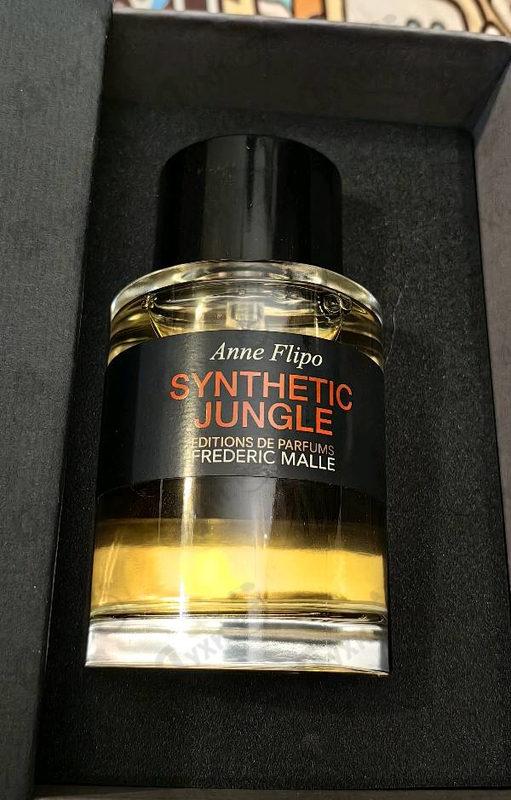 Anne Flipo
SYNTHETIC
JUNGLE
EDITIONS DE PARFUMS
FREDERIC MALLE